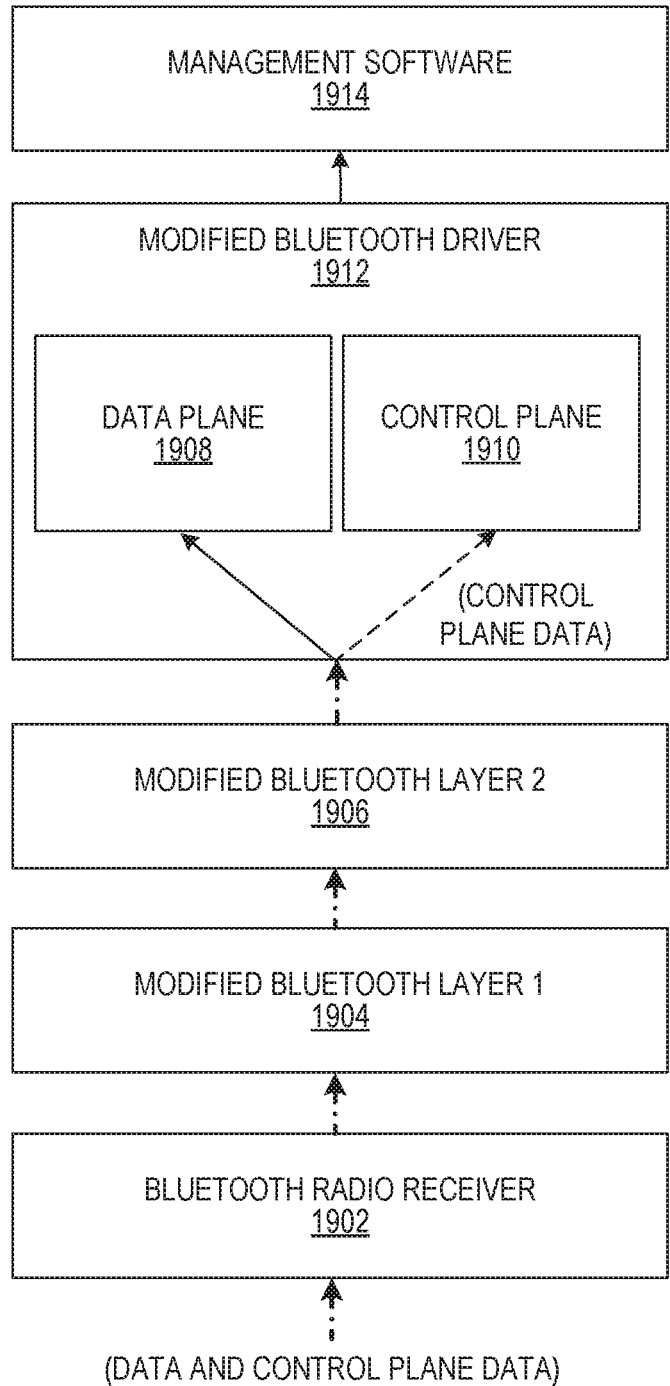 MANAGEMENT SOFTWARE
1914
MODIFIED BLUETOOTH DRIVER
1912
DATA PLANE
1908
CONTROL PLANE
1910
(CONTROL
PLANE DATA)
MODIFIED BLUETOOTH LAYER 2
1906
MODIFIED BLUETOOTH LAYER 1
1904
BLUETOOTH RADIO RECEIVER
1902
(DATA AND CONTROL PLANE DATA)